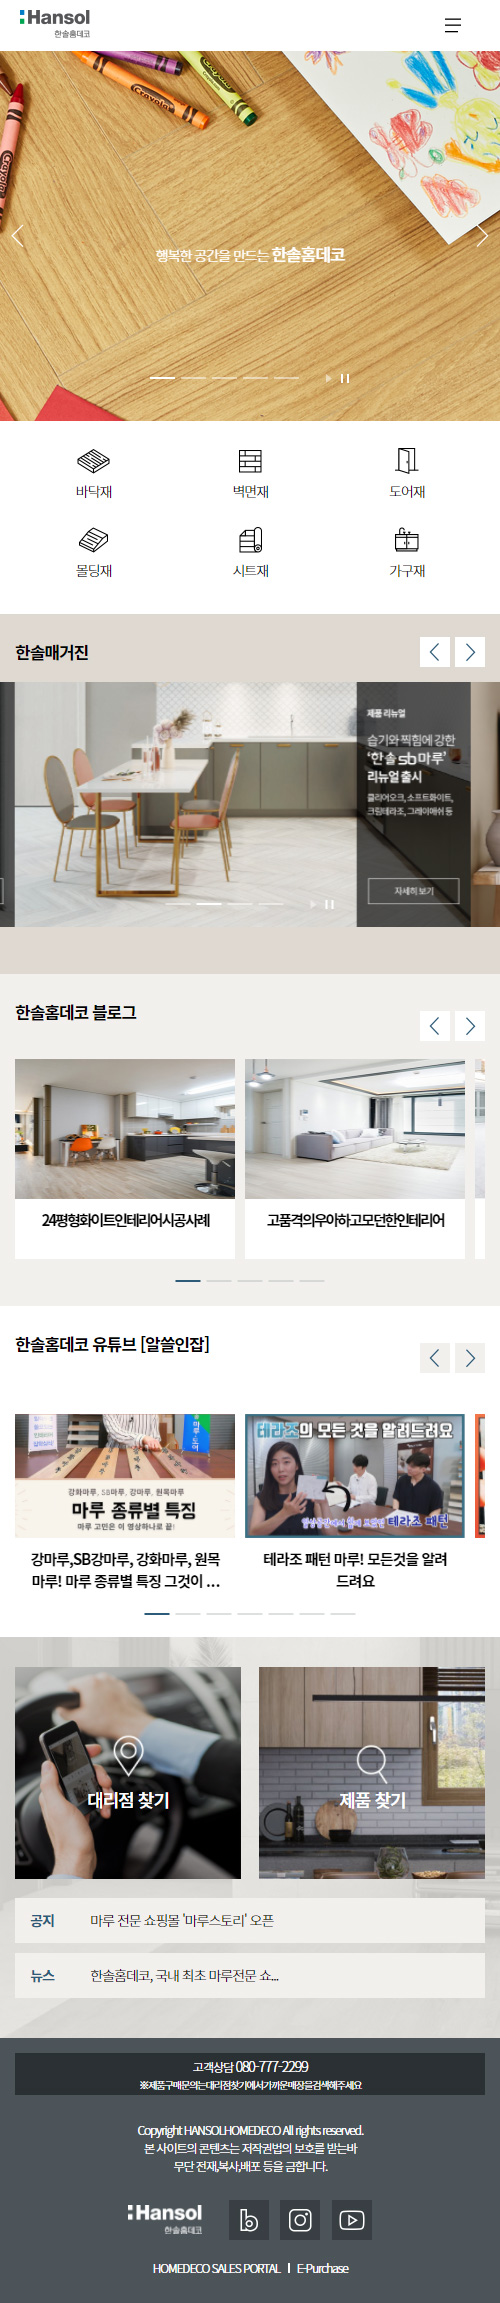 Hansol
한솔홈데코
Crayola
Crayola
행복한 공간을 만드는 한솔홈데코
바닥재
벽면재
도어재
몰딩재
시트재
가구재
한솔매거진
제품 리뉴얼
습기와 찍힘에 강한
'한솔 sb 마루'
리뉴얼 출시
클리어오크, 소프트화이트,
크림테라조, 그레이애쉬 등
자세히 보기
한솔홈데코 블로그
24평형화이트인테리어시공사례
고품격의우아하고모던한인테리어
한솔홈데코 유튜브 [알쓸인잡]
강화마루, SB마루, 강마루, 원목마루
마루 종류별 특징
마루 고민은 이 영상하나로 끝!
테라조의 모든 것을 알려드려요
테라조 패턴
강마루,SB강마루, 강화마루, 원목
마루! 마루 종류별 특징 그것이 ...
테라조 패턴 마루! 모든것을 알려
드려요
대리점 찾기
제품 찾기
공지 마루 전문 쇼핑몰 '마루스토리' 오픈
뉴스 한솔홈데코, 국내 최초 마루전문 쇼...
고객상담 080-777-2299
※제품구매문의는대리점찾기에서가까운매장을검색해주세요
Copyright HANSOLHOMEDECO All rights reserved.
본 사이트의 콘텐츠는 저작권법의 보호를 받는바
무단 전재,복사,배포 등을 금합니다.
Hansol
한솔홈데코
HOMEDECO SALES PORTAL | E-Purchase